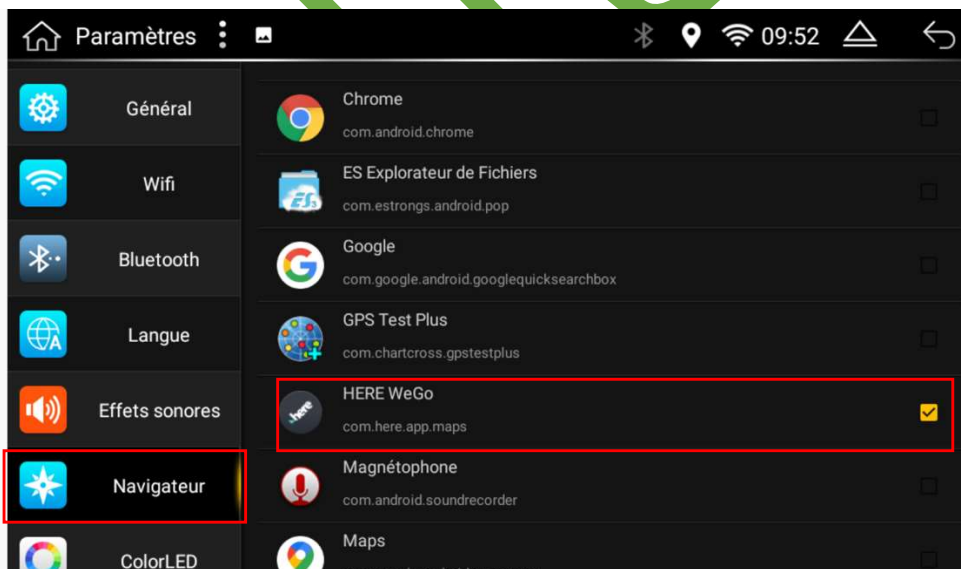 Paramètres
09:52
Général
Wifi
Bluetooth
Langue
Effets sonores
Navigateur
ColorLED
Chrome
com.android.chrome
ES Explorateur de Fichiers
com.estrongs.android.pop
Google
com.google.android.googlequicksearchbox
GPS Test Plus
com.chartcross.gpstestplus
HERE WeGo
com.here.app.maps
Magnétophone
com.android.soundrecorder
Maps